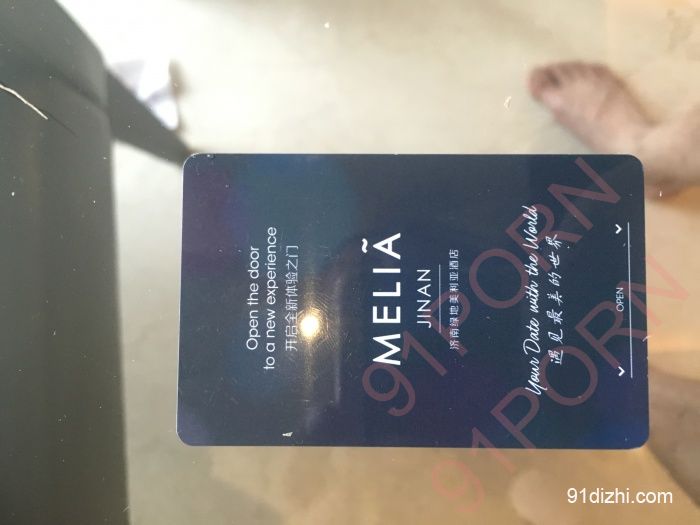 Open the door
to a new experience
开启全新体验之门
MELIÃ
JINAN
济南绿地美利亚酒店
Your Date with the World
遇见最美的世界
OPEN
91PORN
91PORN
91dizhi.com